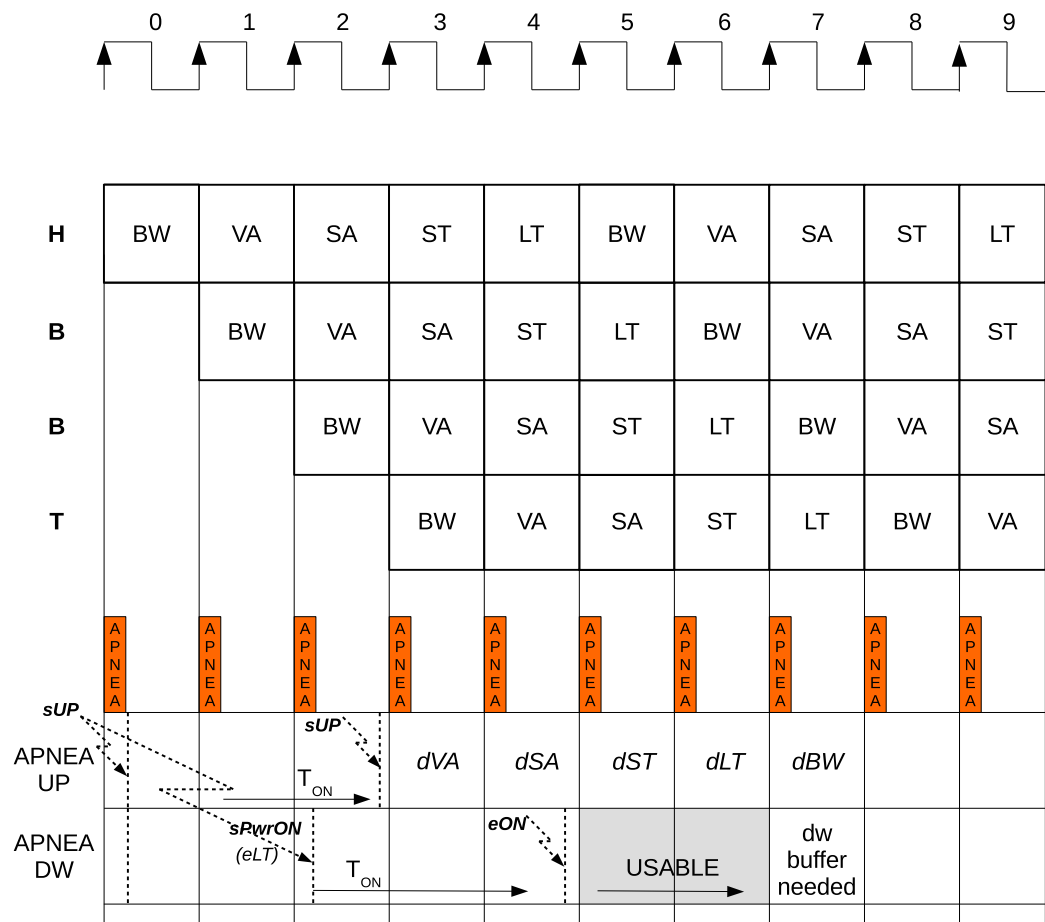 0 1 2 3 4 5 6 7 8 9
H BW VA SA ST LT BW VA SA ST LT
B BW VA SA ST LT BW VA SA ST
B BW VA SA ST LT BW VA SA
T BW VA SA ST LT BW VA
APNEA APNEA APNEA APNEA APNEA APNEA APNEA APNEA APNEA APNEA
sUP
sUP
APNEA
UP
TON
dVA dSA dST dLT dBW
sPwrON
(eLT)
APNEA
DW
TON
eON
USABLE
dw
buffer
needed